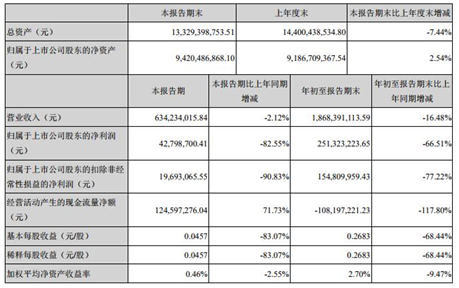 本报告期末 上年度末 本报告期末比上年度末增减
总资产（元） 13,329,398,753.51 14,400,438,534.80 -7.44%
归属于上市公司股东的净资产
（元） 9,420,486,868.10 9,186,709,367.54 2.54%
本报告期 本报告期比上年同期
增减 年初至报告期末 年初至报告期末比上
年同期增减
营业收入（元） 634,234,015.84 -2.12% 1,868,391,113.59 -16.48%
归属于上市公司股东的净利润
（元） 42,798,700.41 -82.55% 251,323,223.65 -66.51%
归属于上市公司股东的扣除非经
常性损益的净利润（元） 19,693,065.55 -90.83% 154,809,959.43 -77.22%
经营活动产生的现金流量净额
（元） 124,597,276.04 71.73% -108,197,221.23 -117.80%
基本每股收益（元/股） 0.0457 -83.07% 0.2683 -68.44%
稀释每股收益（元/股） 0.0457 -83.07% 0.2683 -68.44%
加权平均净资产收益率 0.46% -2.55% 2.70% -9.47%